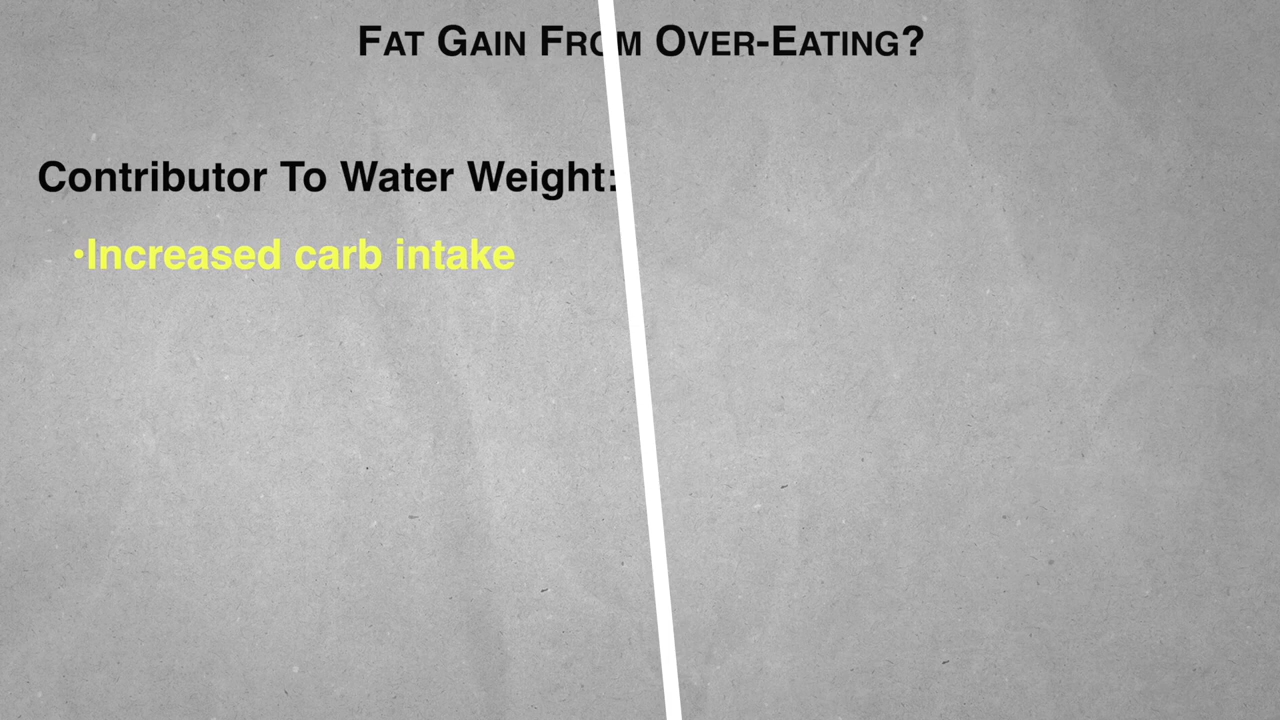 Fat Gain From Over-Eating?
Contributor To Water Weight:
•Increased carb intake